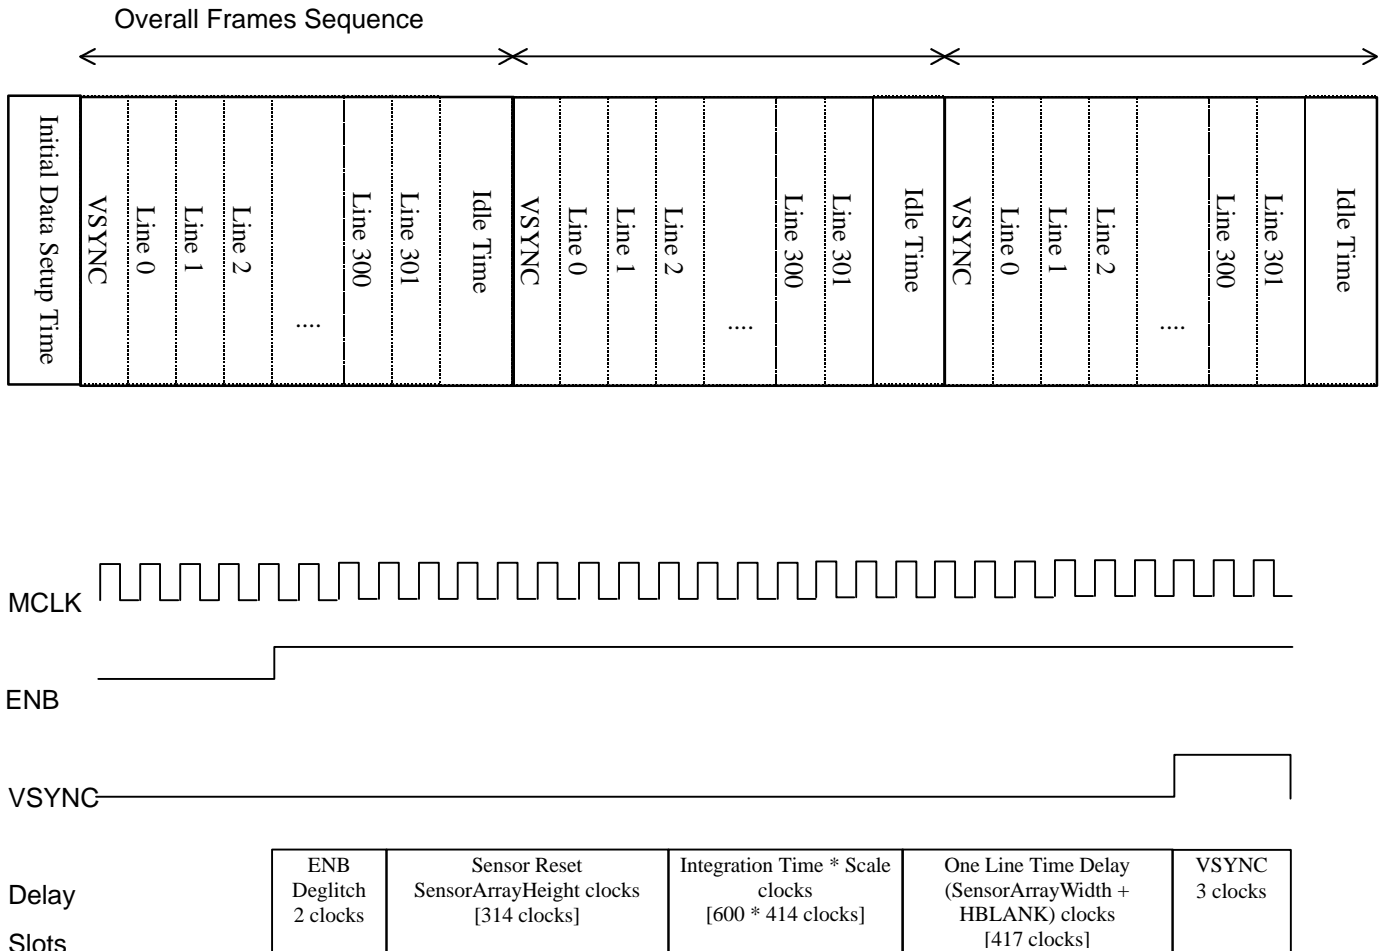 Overall Frames Sequence
Initial Data Setup Time
VSYNC
Line 0
Line 1
Line 2
....
Line 300
Line 301
Idle Time
VSYNC
Line 0
Line 1
Line 2
....
Line 300
Line 301
Idle Time
VSYNC
Line 0
Line 1
Line 2
....
Line 300
Line 301
Idle Time
MCLK
ENB
VSYNC
Delay
Slots
ENB
Deglitch
2 clocks
Sensor Reset
SensorArrayHeight clocks
[314 clocks]
Integration Time * Scale
clocks
[600 * 414 clocks]
One Line Time Delay
(SensorArrayWidth +
HBLANK) clocks
[417 clocks]
VSYNC
3 clocks